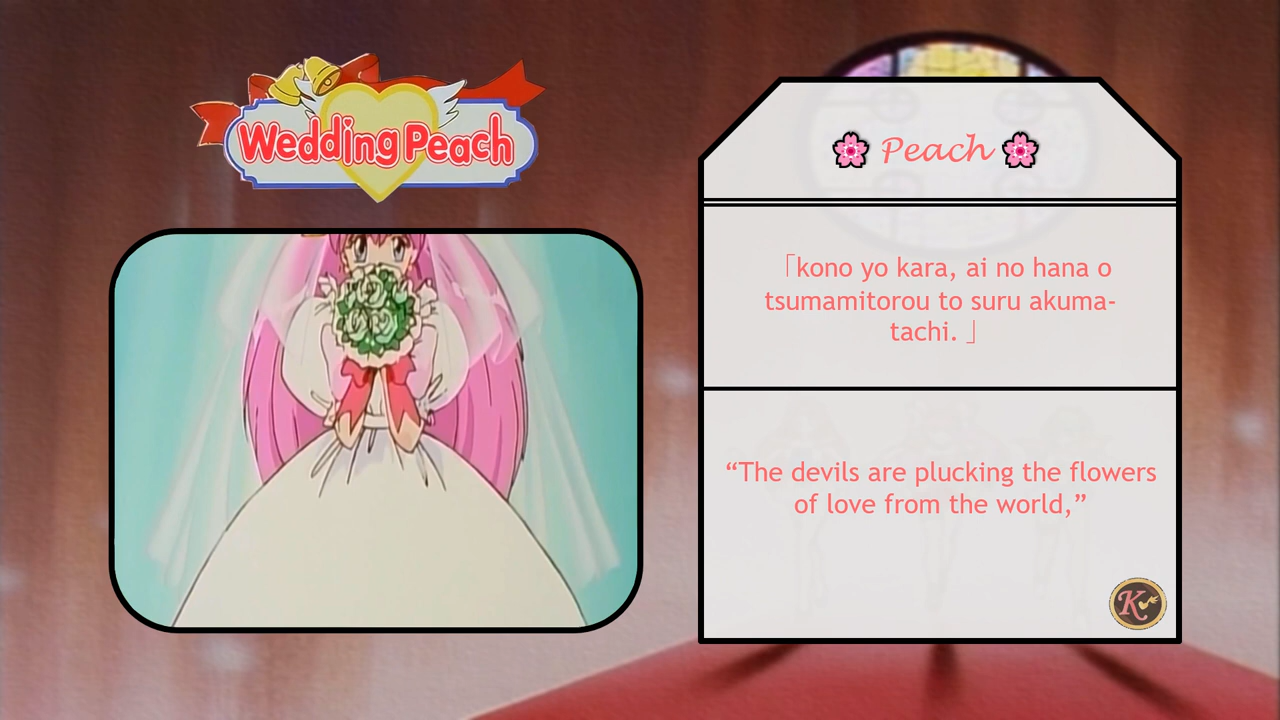 Wedding Peach
Peach
「kono yo kara, ai no hana o
tsumamitorou to suru akuma-
tachi. 」
“The devils are plucking the flowers
of love from the world,”
K